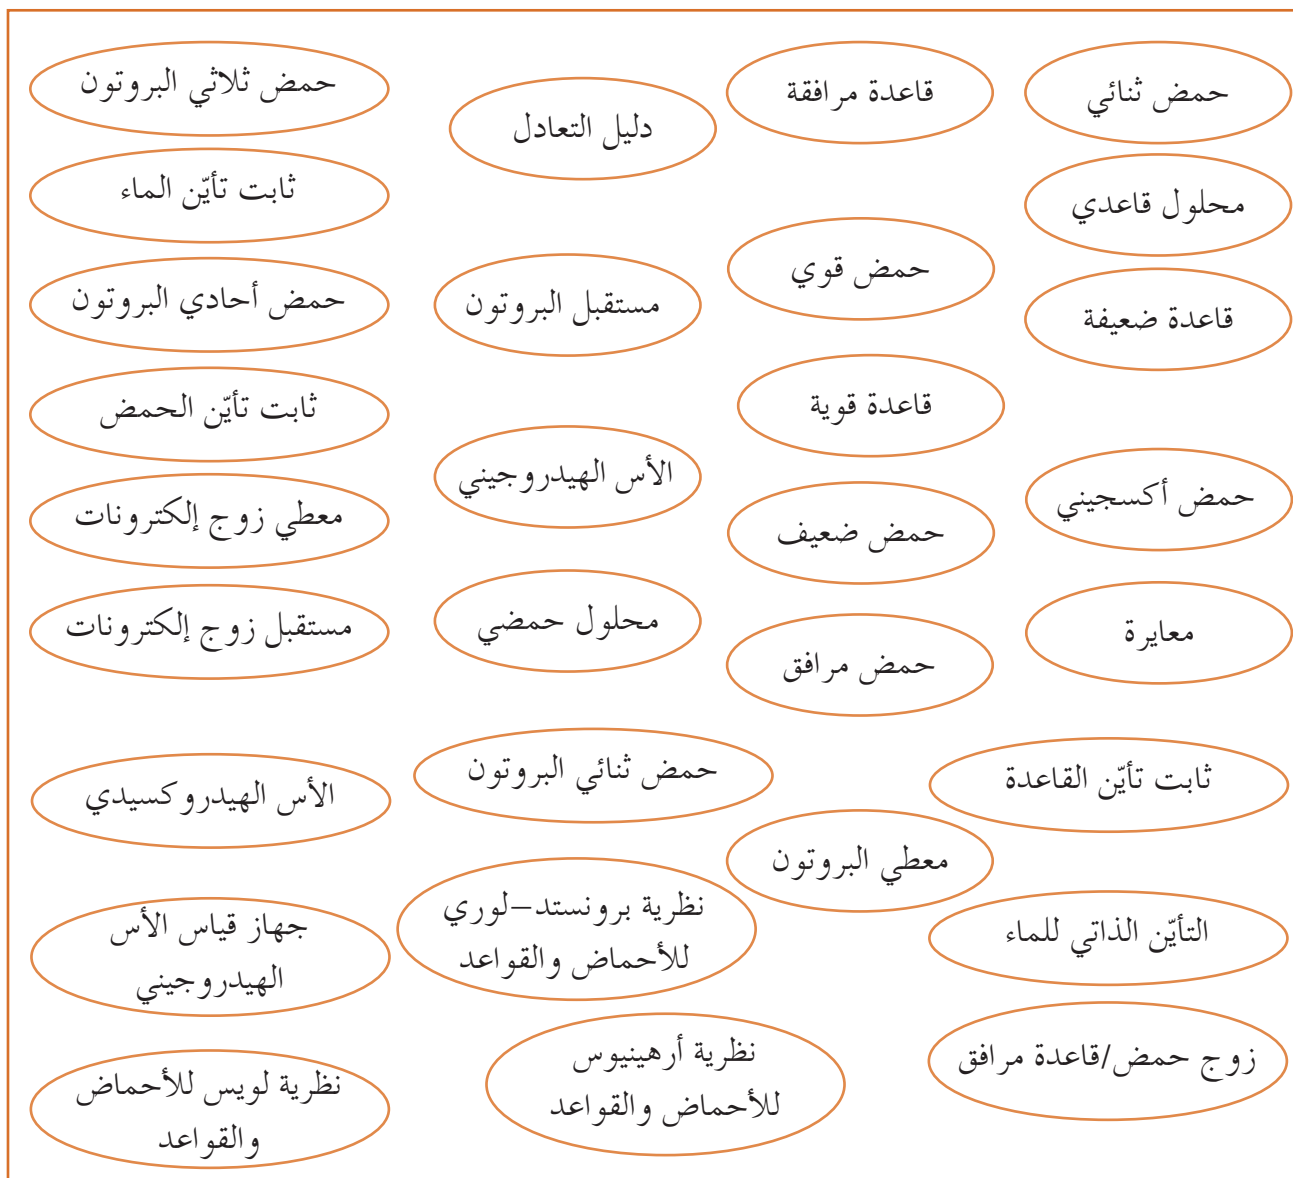 حمض ثنائي
قاعدة مرافقة
دليل التعادل
حمض ثلاثي البروتون
محلول قاعدي
ثابت تأيّن الماء
حمض قوي
مستقبل البروتون
حمض أحادي البروتون
قاعدة ضعيفة
قاعدة قوية
ثابت تأيّن الحمض
حمض أكسجيني
الأس الهيدروجيني
حمض ضعيف
معطي زوج إلكترونات
معايرة
محلول حمضي
مستقبل زوج إلكترونات
حمض مرافق
ثابت تأيّن القاعدة
حمض ثنائي البروتون
الأس الهيدروكسيدي
معطي البروتون
التأيّن الذاتي للماء
نظرية برونستد–لوري
للأحماض والقواعد
جهاز قياس الأس
الهيدروجيني
زوج حمض/قاعدة مرافق
نظرية أرهينيوس
للأحماض والقواعد
نظرية لويس للأحماض
والقواعد